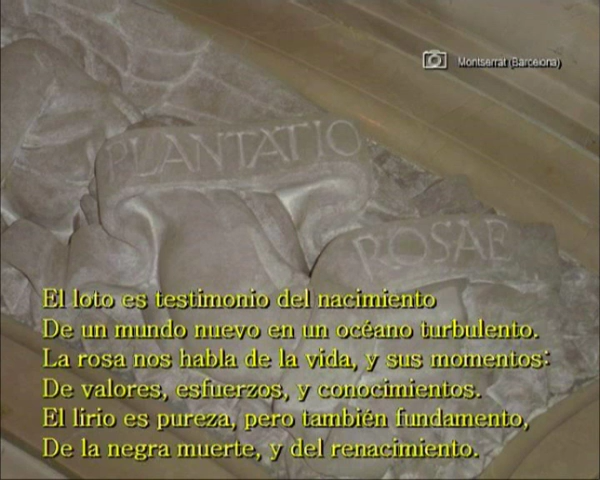 Montserrat (Barcelona)
PLANTATIO
ROSAE
El loto es testimonio del nacimiento
De un mundo nuevo en un océano turbulento.
La rosa nos habla de la vida, y sus momentos:
De valores, esfuerzos, y conocimientos.
El lirio es pureza, pero también fundamento,
De la negra muerte, y del renacimiento.